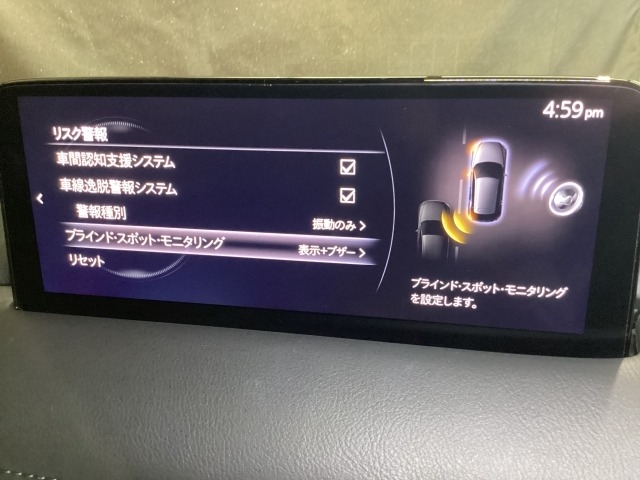 4:59 pm
リスク警報
車間認知支援システム
車線逸脱警報システム
警報種別 振動のみ
ブラインド・スポット・モニタリング 表示+ブザー
リセット
ブラインド・スポット・モニタリング
を設定します。